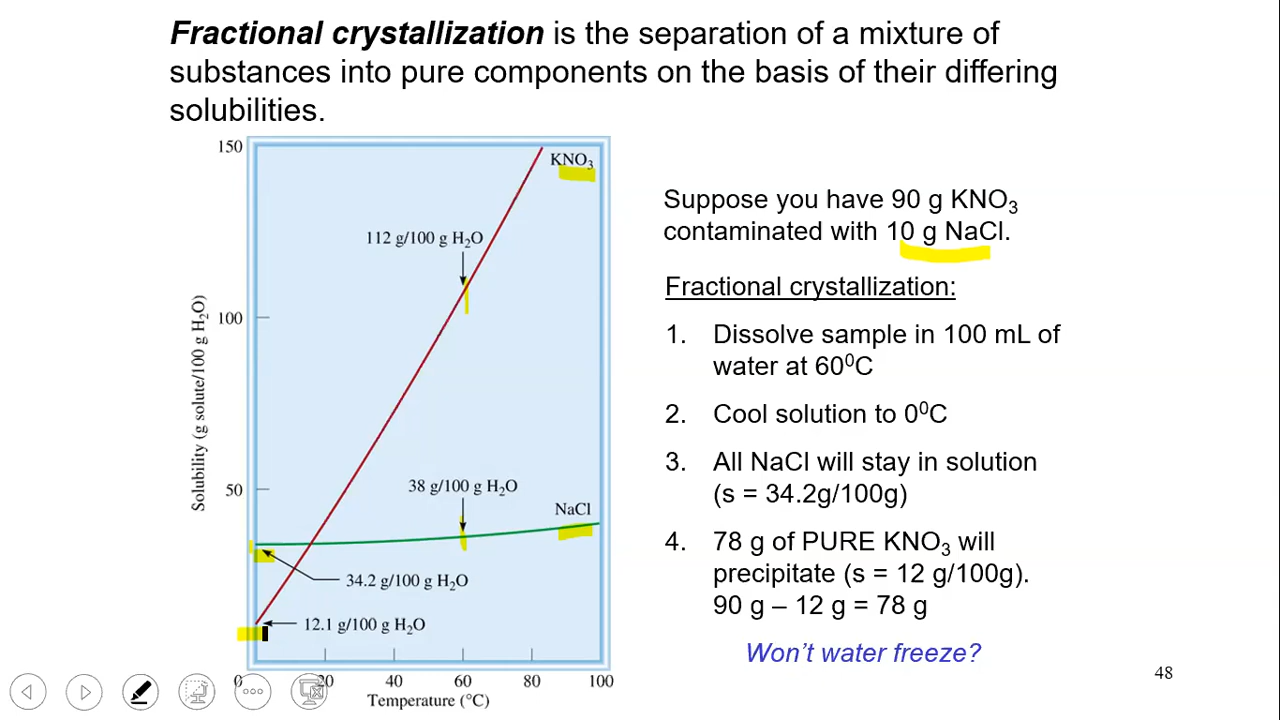 Fractional crystallization is the separation of a mixture of
substances into pure components on the basis of their differing
solubilities.
150
KNO₃
112 g/100 g H₂O
100
Solubility (g solute/100 g H₂O)
38 g/100 g H₂O
50
NaCl
34.2 g/100 g H₂O
12.1 g/100 g H₂O
0 20 40 60 80 100
Temperature (°C)
Suppose you have 90 g KNO₃
contaminated with 10 g NaCl.
Fractional crystallization:
1. Dissolve sample in 100 mL of
water at 60⁰C
2. Cool solution to 0⁰C
3. All NaCl will stay in solution
(s = 34.2g/100g)
4. 78 g of PURE KNO₃ will
precipitate (s = 12 g/100g).
90 g – 12 g = 78 g
Won't water freeze?
48